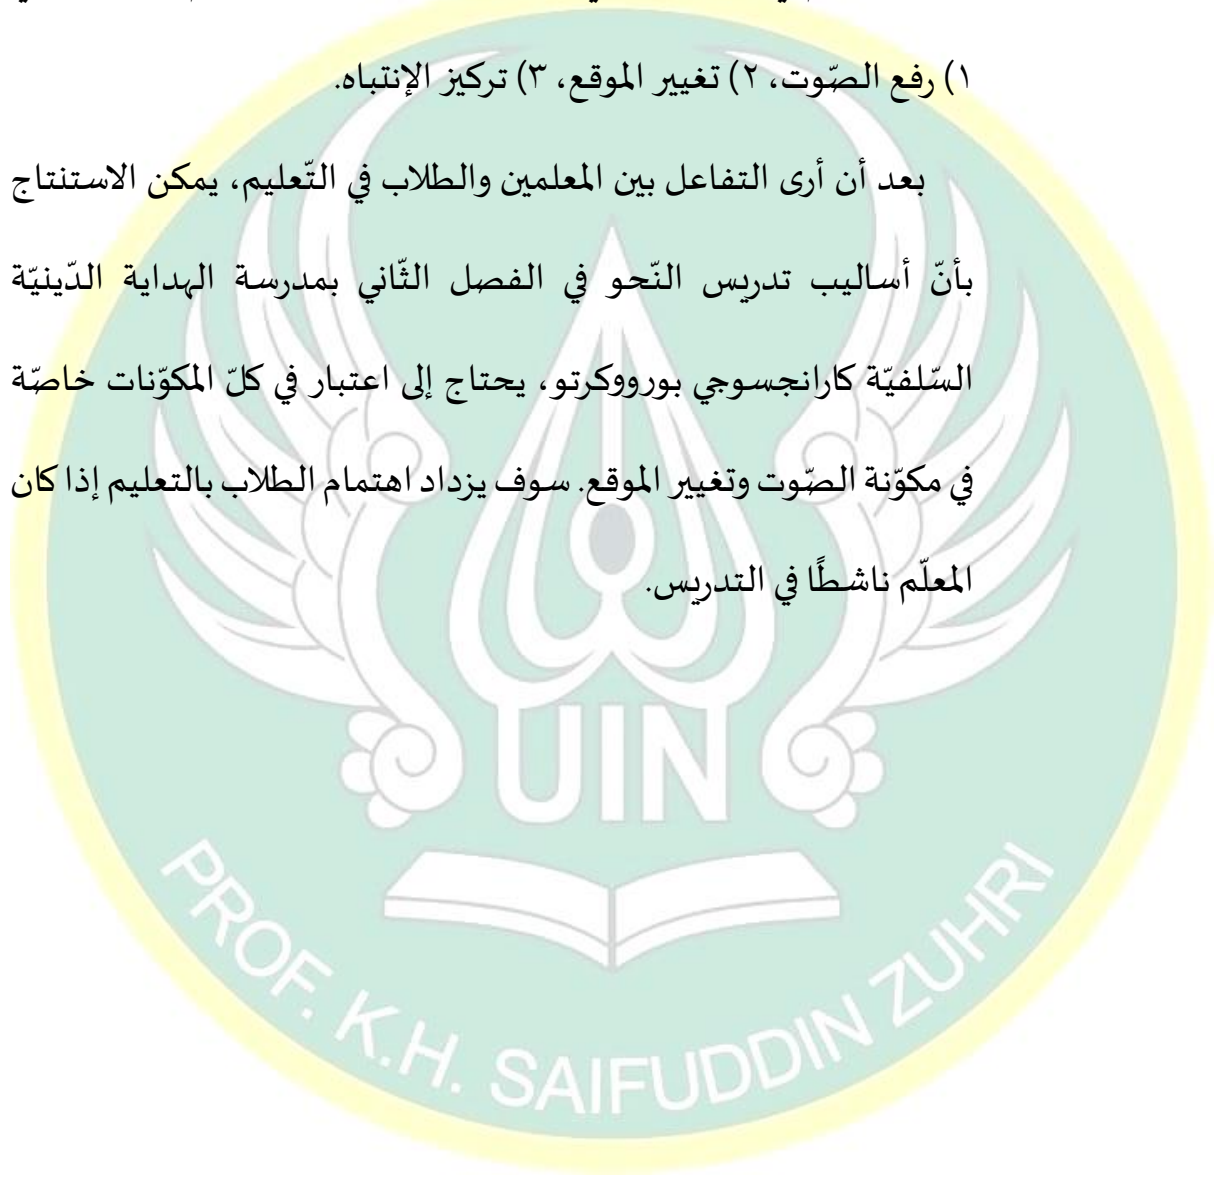 ١) رفع الصّوت، ٢) تغيير الموقع، ٣) تركيز الإنتباه.
بعد أن أرى التفاعل بين المعلمين والطلاب في التّعليم، يمكن الاستنتاج
بأنّ أساليب تدريس النّحو في الفصل الثّاني بمدرسة الهداية الدّينيّة
السّلفيّة كارانجسوجي بورووكرتو، يحتاج إلى اعتبار في كلّ المكوّنات خاصّة
في مكوّنة الصّوت وتغيير الموقع. سوف يزداد اهتمام الطلاب بالتعليم إذا كان
المعلّم ناشطًا في التدريس.
UIN
PROF. K.H. SAIFUDDIN ZUHRI